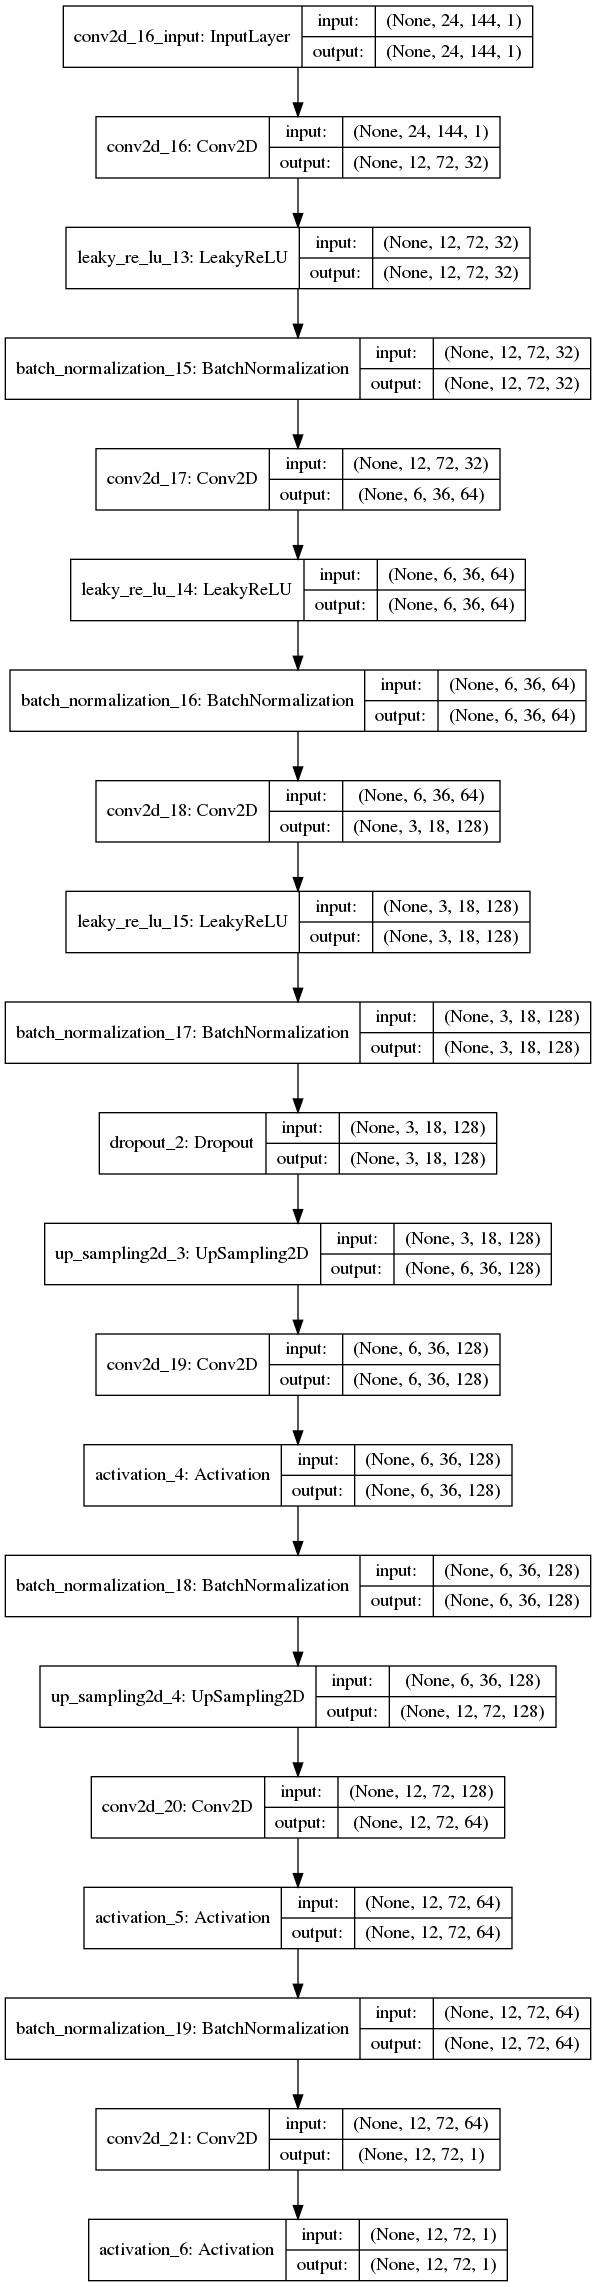 conv2d_16_input: InputLayer
input: (None, 24, 144, 1)
output: (None, 24, 144, 1)
conv2d_16: Conv2D
input: (None, 24, 144, 1)
output: (None, 12, 72, 32)
leaky_re_lu_13: LeakyReLU
input: (None, 12, 72, 32)
output: (None, 12, 72, 32)
batch_normalization_15: BatchNormalization
input: (None, 12, 72, 32)
output: (None, 12, 72, 32)
conv2d_17: Conv2D
input: (None, 12, 72, 32)
output: (None, 6, 36, 64)
leaky_re_lu_14: LeakyReLU
input: (None, 6, 36, 64)
output: (None, 6, 36, 64)
batch_normalization_16: BatchNormalization
input: (None, 6, 36, 64)
output: (None, 6, 36, 64)
conv2d_18: Conv2D
input: (None, 6, 36, 64)
output: (None, 3, 18, 128)
leaky_re_lu_15: LeakyReLU
input: (None, 3, 18, 128)
output: (None, 3, 18, 128)
batch_normalization_17: BatchNormalization
input: (None, 3, 18, 128)
output: (None, 3, 18, 128)
dropout_2: Dropout
input: (None, 3, 18, 128)
output: (None, 3, 18, 128)
up_sampling2d_3: UpSampling2D
input: (None, 3, 18, 128)
output: (None, 6, 36, 128)
conv2d_19: Conv2D
input: (None, 6, 36, 128)
output: (None, 6, 36, 128)
activation_4: Activation
input: (None, 6, 36, 128)
output: (None, 6, 36, 128)
batch_normalization_18: BatchNormalization
input: (None, 6, 36, 128)
output: (None, 6, 36, 128)
up_sampling2d_4: UpSampling2D
input: (None, 6, 36, 128)
output: (None, 12, 72, 128)
conv2d_20: Conv2D
input: (None, 12, 72, 128)
output: (None, 12, 72, 64)
activation_5: Activation
input: (None, 12, 72, 64)
output: (None, 12, 72, 64)
batch_normalization_19: BatchNormalization
input: (None, 12, 72, 64)
output: (None, 12, 72, 64)
conv2d_21: Conv2D
input: (None, 12, 72, 64)
output: (None, 12, 72, 1)
activation_6: Activation
input: (None, 12, 72, 1)
output: (None, 12, 72, 1)